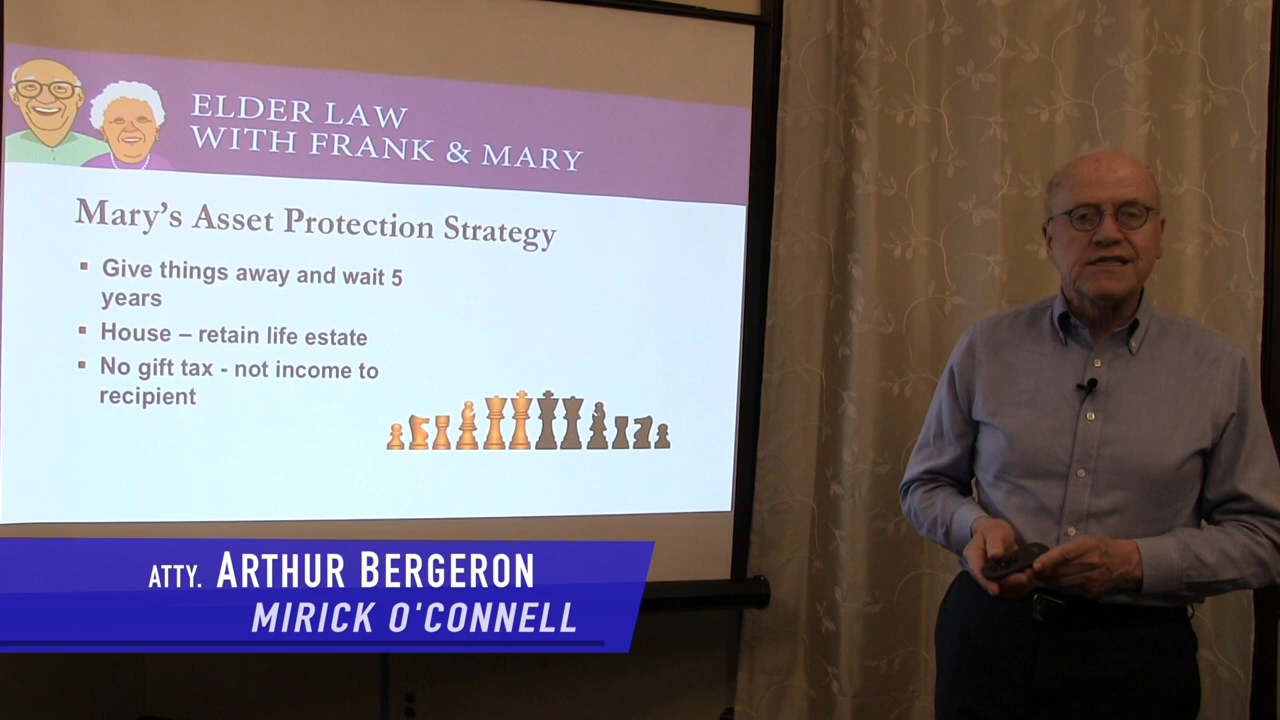 ELDER LAW
WITH FRANK & MARY
Mary's Asset Protection Strategy
▪ Give things away and wait 5
years
▪ House – retain life estate
▪ No gift tax - not income to
recipient
ATTY. ARTHUR BERGERON
MIRICK O'CONNELL